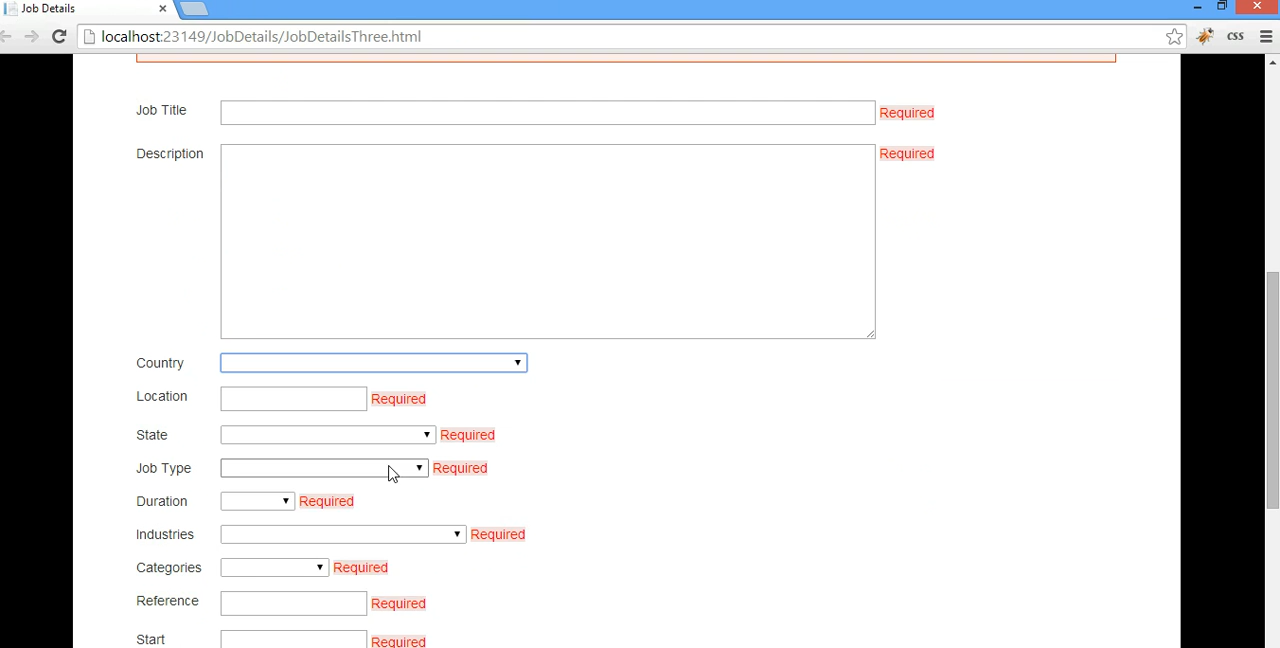 Job Details
localhost:23149/JobDetails/JobDetailsThree.html
CSS
Job Title Required
Description Required
Country
Location Required
State Required
Job Type Required
Duration Required
Industries Required
Categories Required
Reference Required
Start Required